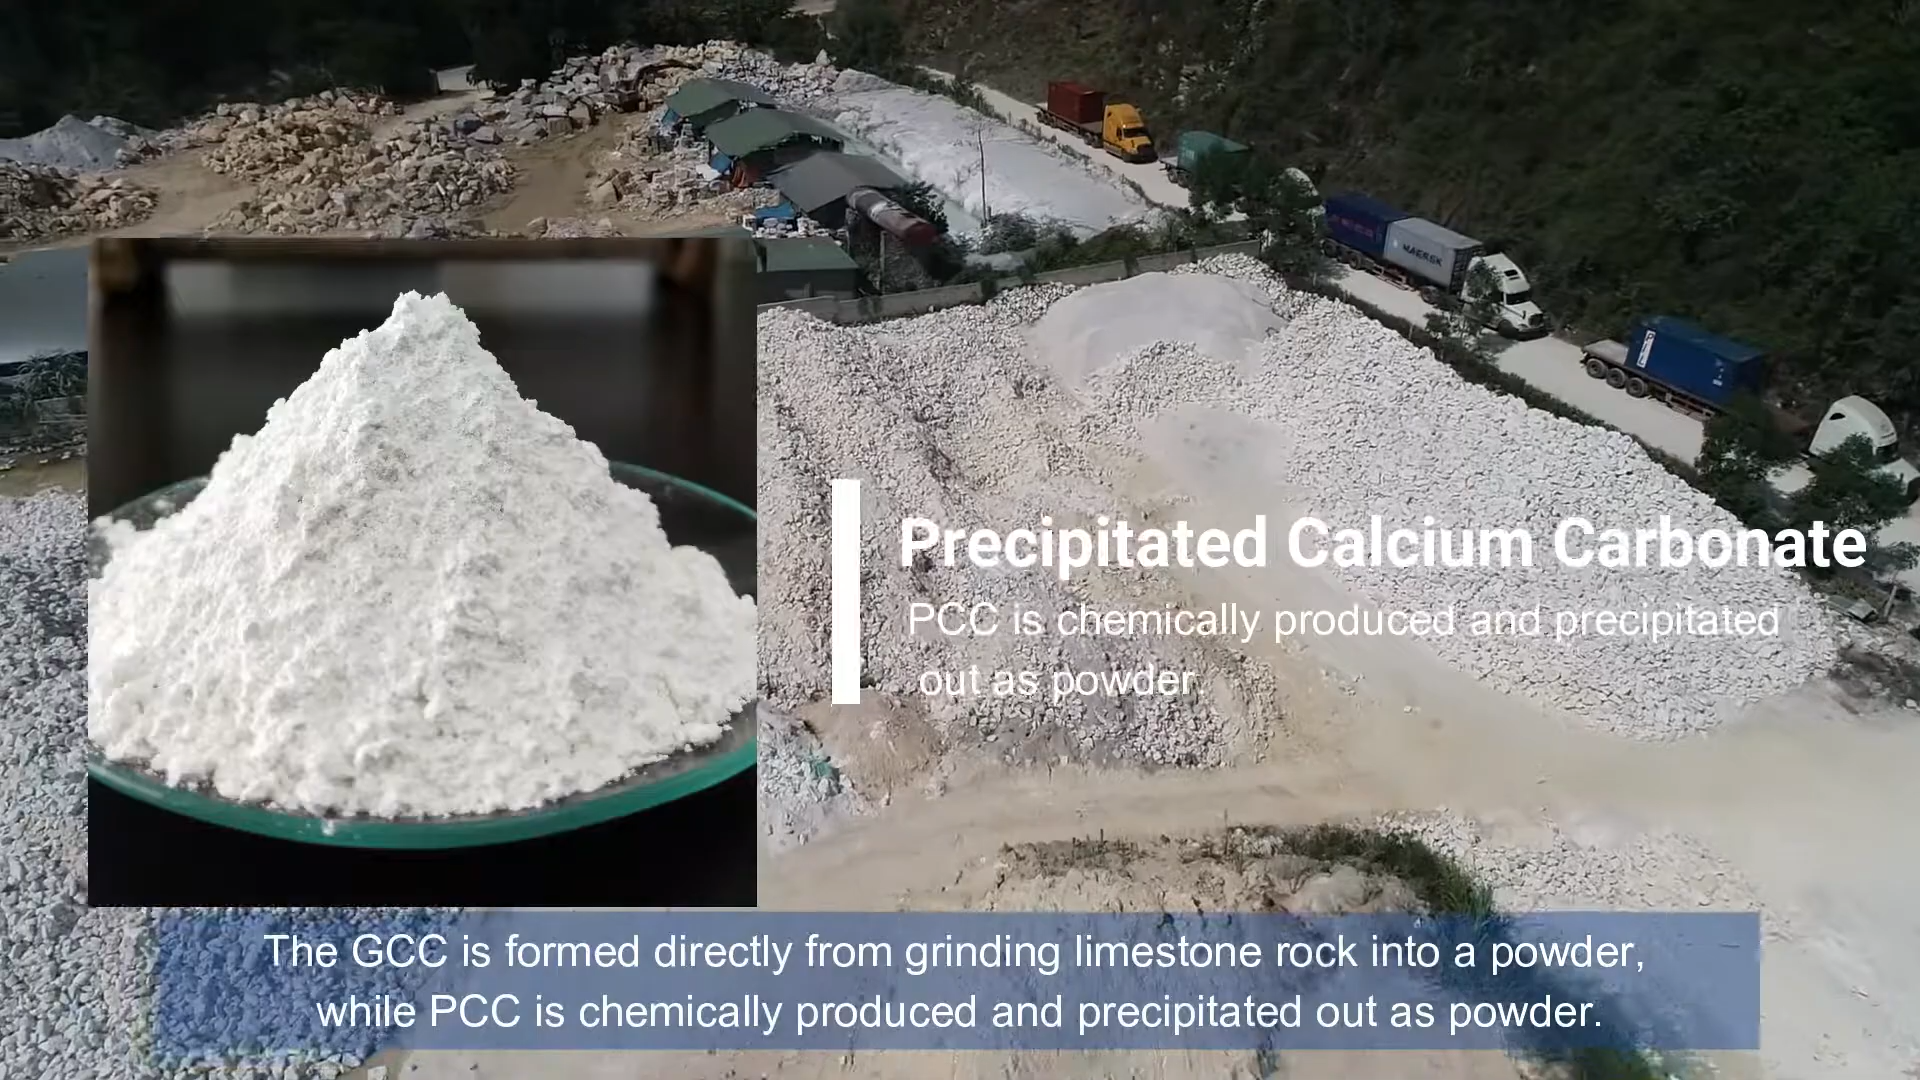 MAERSK
Precipitated Calcium Carbonate
PCC is chemically produced and precipitated
out as powder.
The GCC is formed directly from grinding limestone rock into a powder,
while PCC is chemically produced and precipitated out as powder.